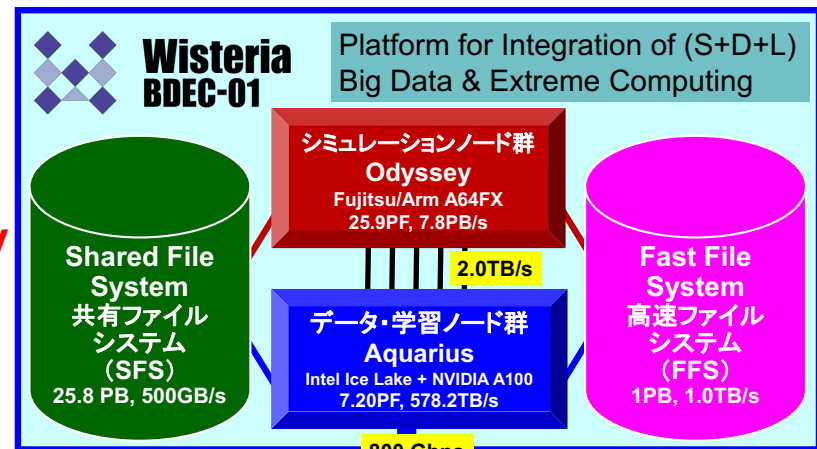 Wisteria
BDEC-01
Platform for Integration of (S+D+L)
Big Data & Extreme Computing
シミュレーションノード群
Odyssey
Fujitsu/Arm A64FX
25.9PF, 7.8PB/s
2.0TB/s
Shared File
System
共有ファイル
システム
(SFS)
25.8 PB, 500GB/s
データ・学習ノード群
Aquarius
Intel Ice Lake + NVIDIA A100
7.20PF, 578.2TB/s
Fast File
System
高速ファイル
システム
(FFS)
1PB, 1.0TB/s
800 Gbps